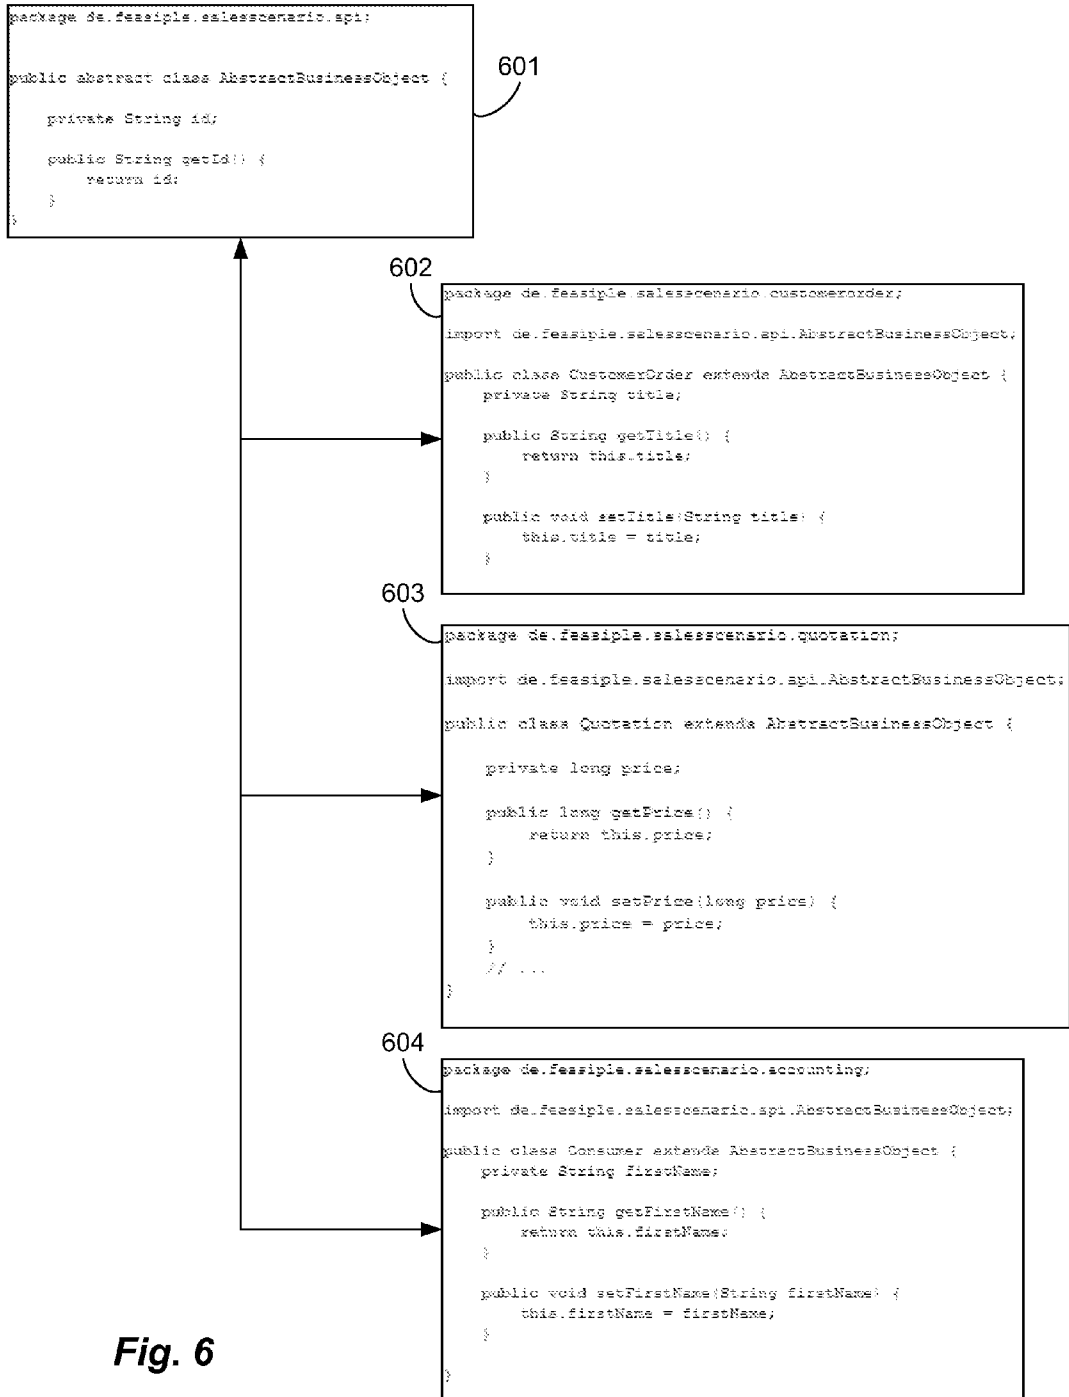 package de.feasiple.salesscenario.api;
public abstract class AbstractBusinessObject {
private String id;
public String getId() {
return id;
}
}
601
602
package de.feasiple.salesscenario.customerorder;
import de.feasiple.salesscenario.api.AbstractBusinessObject;
public class CustomerOrder extends AbstractBusinessObject {
private String title;
public String getTitle() {
return this.title;
}
public void setTitle(String title) {
this.title = title;
}
603
package de.feasiple.salesscenario.quotation;
import de.feasiple.salesscenario.api.AbstractBusinessObject;
public class Quotation extends AbstractBusinessObject {
private long price;
public long getPrice() {
return this.price;
}
public void setPrice(long price) {
this.price = price;
}
// ...
}
604
package de.feasiple.salesscenario.accounting;
import de.feasiple.salesscenario.api.AbstractBusinessObject;
public class Consumer extends AbstractBusinessObject {
private String firstName;
public String getFirstName() {
return this.firstName;
}
public void setFirstName(String firstName) {
this.firstName = firstName;
}
}
Fig. 6